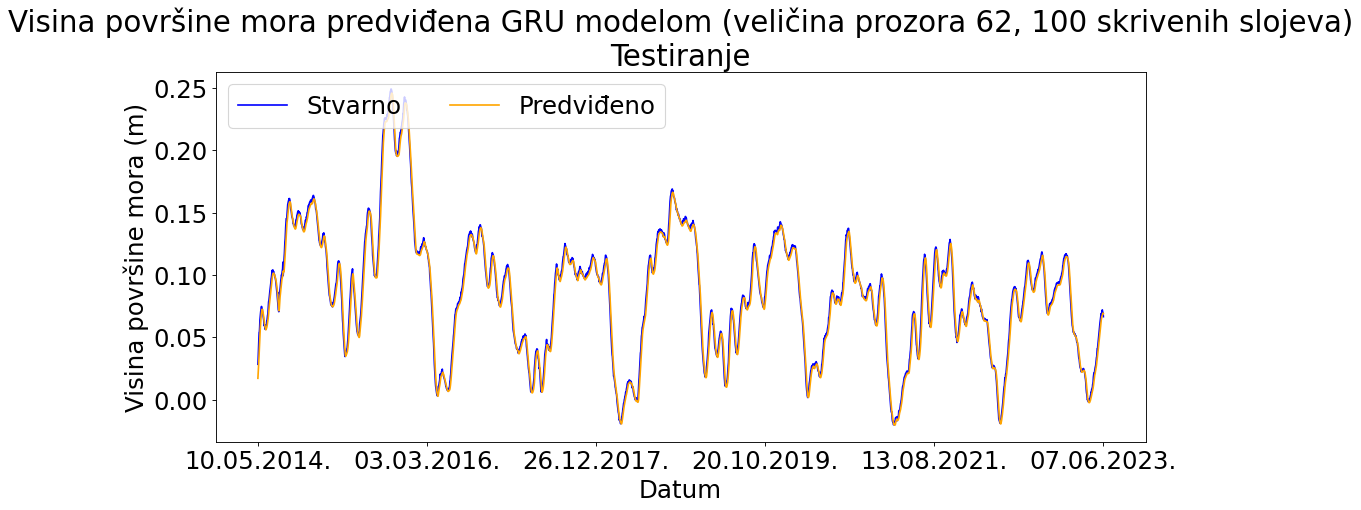 Visina površine mora predviđena GRU modelom (veličina prozora 62, 100 skrivenih slojeva)
Testiranje
Stvarno Predviđeno
Visina površine mora (m)
0.25
0.20
0.15
0.10
0.05
0.00
10.05.2014. 03.03.2016. 26.12.2017. 20.10.2019. 13.08.2021. 07.06.2023.
Datum